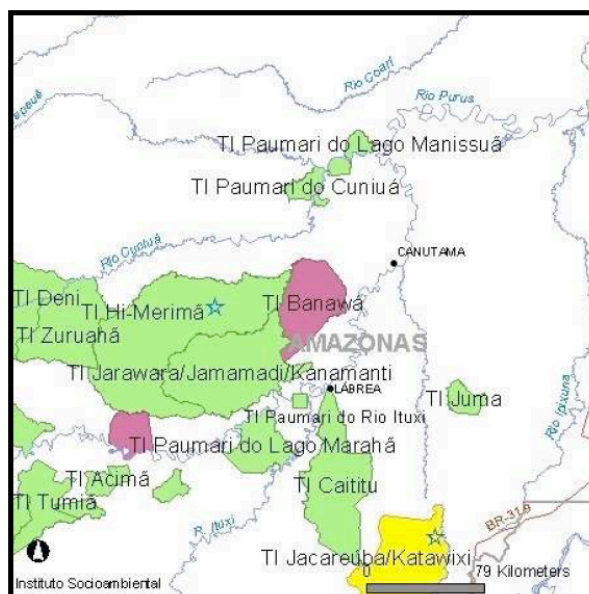 Rio Coari
Rio Purus
TI Paumari do Lago Manissuã
TI Paumari do Cuniuá
Rio Cuniuá
CANUTAMA
TI Deni
TI Hi-Merimã
TI Banawá
TI Zuruahã
AMAZONAS
TI Jarawara/Jamamadi/Kanamanti
LÁBREA
TI Juma
TI Paumari do Rio Ituxi
Rio Ipixuna
TI Paumari do Lago Marahã
TI Acimã
TI Caititu
TI Tumiã
R. Ituxi
BR-319
TI Jacareúba/Katawixi
0 79 Kilometers
Instituto Socioambiental